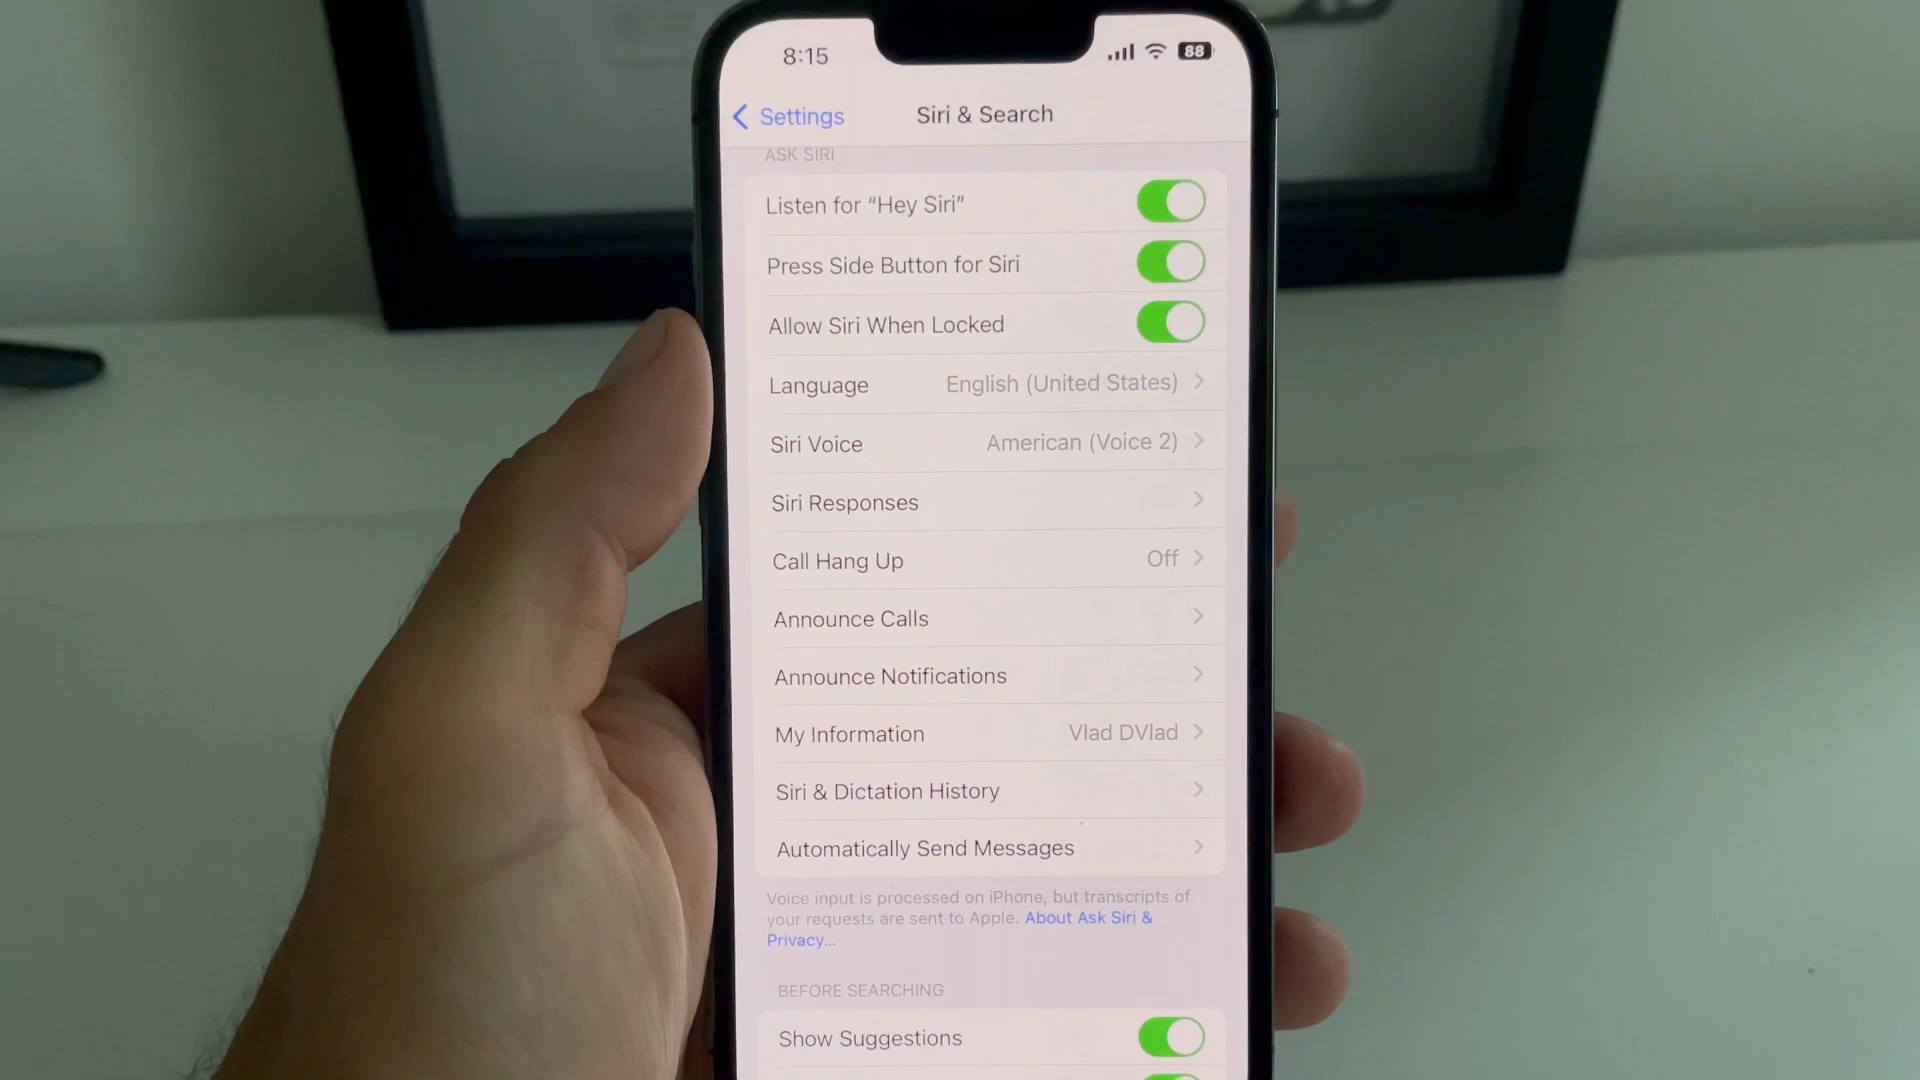 8:15
88
Settings
Siri & Search
ASK SIRI
Listen for “Hey Siri”
Press Side Button for Siri
Allow Siri When Locked
Language English (United States)
Siri Voice American (Voice 2)
Siri Responses
Call Hang Up Off
Announce Calls
Announce Notifications
My Information Vlad DVlad
Siri & Dictation History
Automatically Send Messages
Voice input is processed on iPhone, but transcripts of
your requests are sent to Apple. About Ask Siri &
Privacy...
BEFORE SEARCHING
Show Suggestions